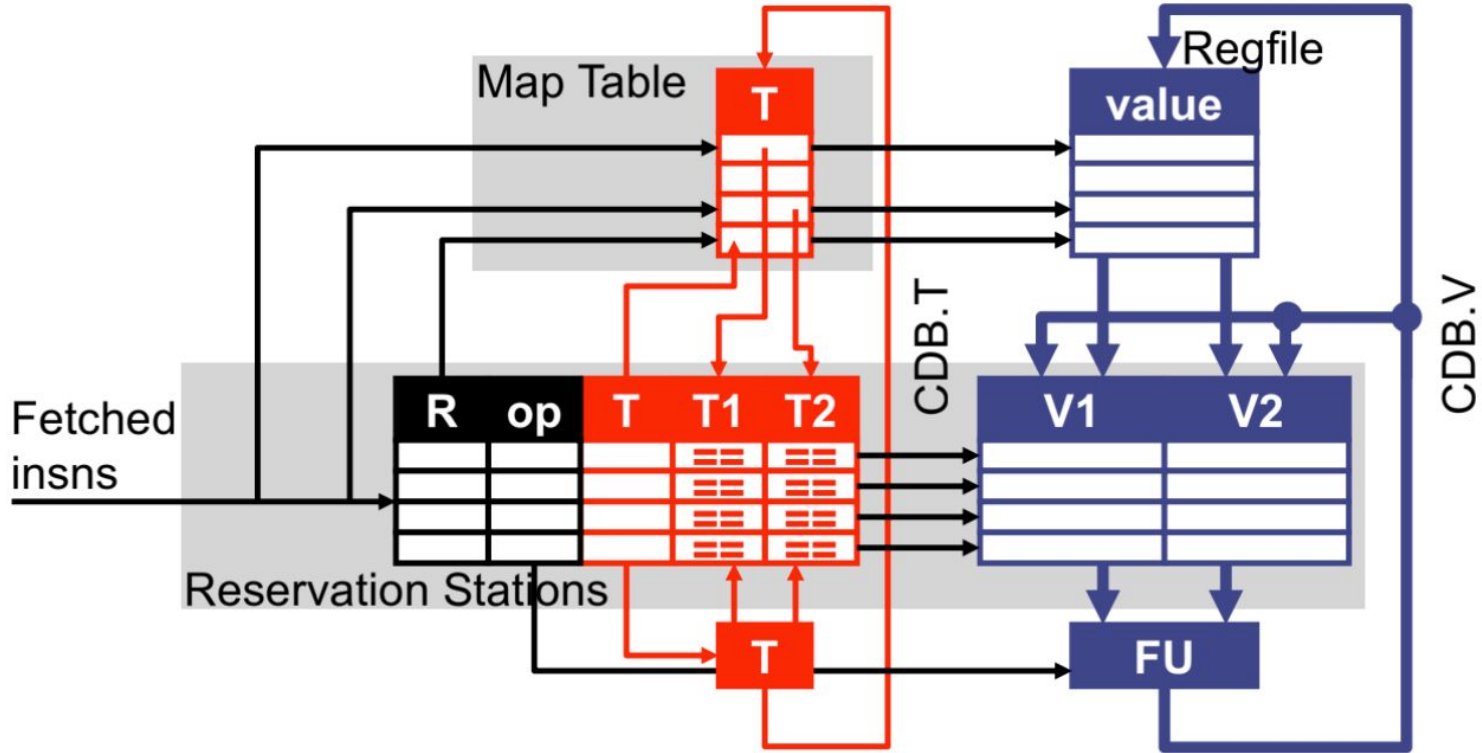 Regfile
Map Table
T
value
CDB.T
CDB.V
Fetched
insns
R op T T1 T2
V1 V2
Reservation Stations
T
FU